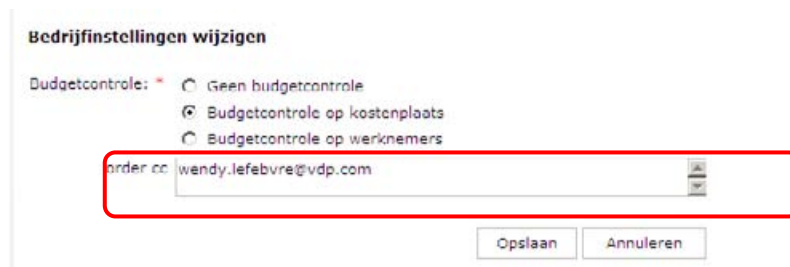 Bedrijfinstellingen wijzigen
Budgetcontrole: * Geen budgetcontrole
Budgetcontrole op kostenplaats
Budgetcontrole op werknemers
order cc wendy.lefebvre@vdp.com
Opslaan Annuleren